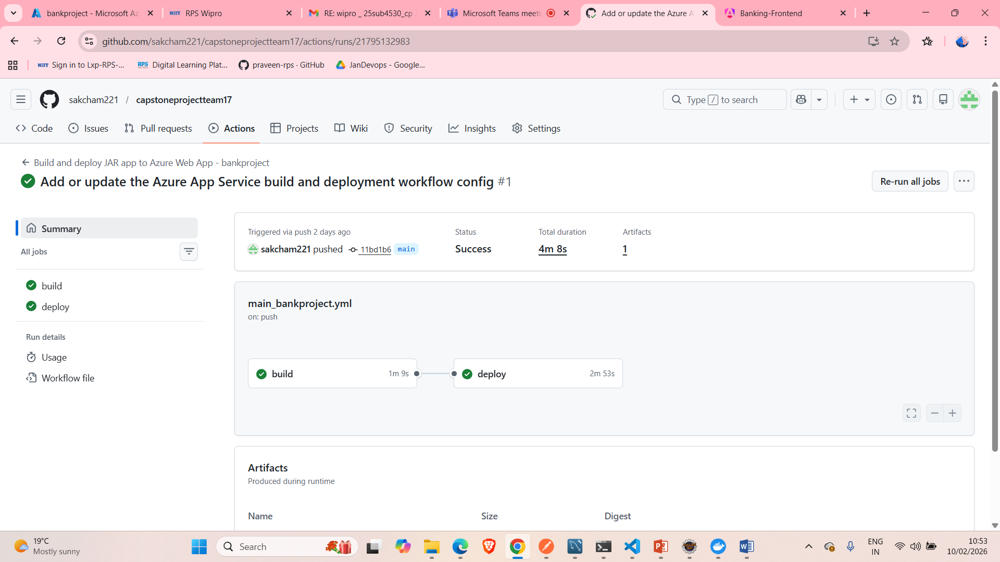 bankproject - Microsoft Az
NIIT RPS Wipro
RE: wipro _ 25sub4530_cp
Microsoft Teams meeti
Add or update the Azure A
Banking-Frontend
github.com/sakcham221/capstoneprojectteam17/actions/runs/21795132983
NIIT Sign in to Lxp-RPS-...
RPS Digital Learning Plat...
praveen-rps · GitHub
JanDevops - Google...
sakcham221 / capstoneprojectteam17
Type / to search
Code
Issues
Pull requests
Actions
Projects
Wiki
Security
Insights
Settings
Build and deploy JAR app to Azure Web App - bankproject
Add or update the Azure App Service build and deployment workflow config #1
Re-run all jobs
Summary
All jobs
build
deploy
Run details
Usage
Workflow file
Triggered via push 2 days ago
sakcham221 pushed 11bd1b6 main
Status
Success
Total duration
4m 8s
Artifacts
1
main_bankproject.yml
on: push
build 1m 9s
deploy 2m 53s
Artifacts
Produced during runtime
Name Size Digest
19°C
Mostly sunny
Search
ENG
IN
10:53
10/02/2026